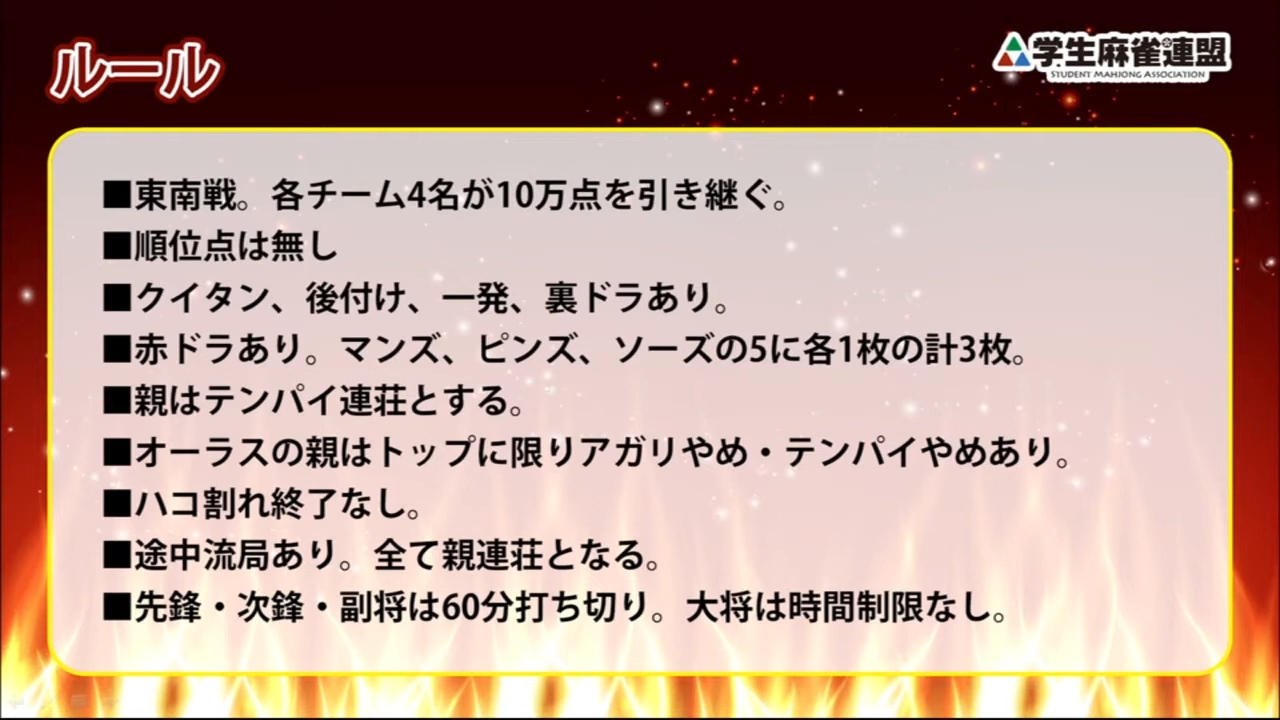 ルール
学生麻雀連盟
STUDENT MAHJONG ASSOCIATION
■東南戦。各チーム4名が10万点を引き継ぐ。
■順位点は無し
■クイタン、後付け、一発、裏ドラあり。
■赤ドラあり。マンズ、ピンズ、ソーズの5に各1枚の計3枚。
■親はテンパイ連荘とする。
■オーラスの親はトップに限りアガリやめ・テンパイやめあり。
■ハコ割れ終了なし。
■途中流局あり。全て親連荘となる。
■先鋒・次鋒・副将は60分打ち切り。大将は時間制限なし。